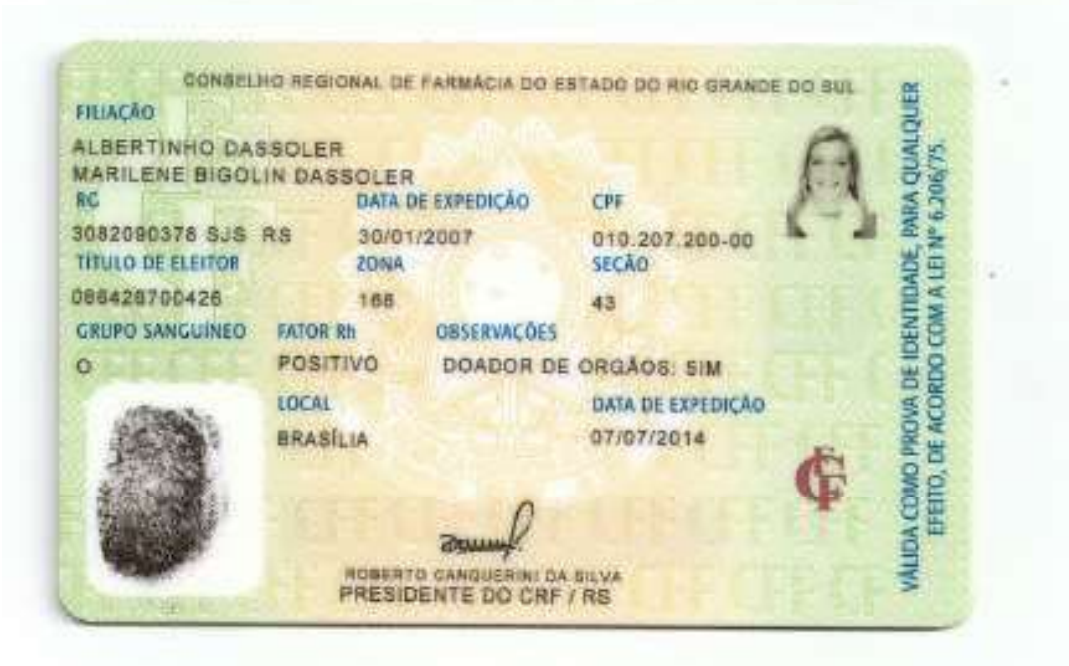 CONSELHO REGIONAL DE FARMÁCIA DO ESTADO DO RIO GRANDE DO SUL
FILIAÇÃO
ALBERTINHO DASSOLER
MARILENE BIGOLIN DASSOLER
RG DATA DE EXPEDIÇÃO CPF
3082090376 SJS RS 30/01/2007 010.207.200-00
TÍTULO DE ELEITOR ZONA SEÇÃO
086428700426 166 43
GRUPO SANGUÍNEO FATOR Rh OBSERVAÇÕES
O POSITIVO DOADOR DE ORGÃOS: SIM
LOCAL DATA DE EXPEDIÇÃO
BRASÍLIA 07/07/2014
ROBERTO CANQUERINI DA SILVA
PRESIDENTE DO CRF / RS
VÁLIDA COMO PROVA DE IDENTIDADE, PARA QUALQUER
EFEITO, DE ACORDO COM A LEI Nº 6.206/75.